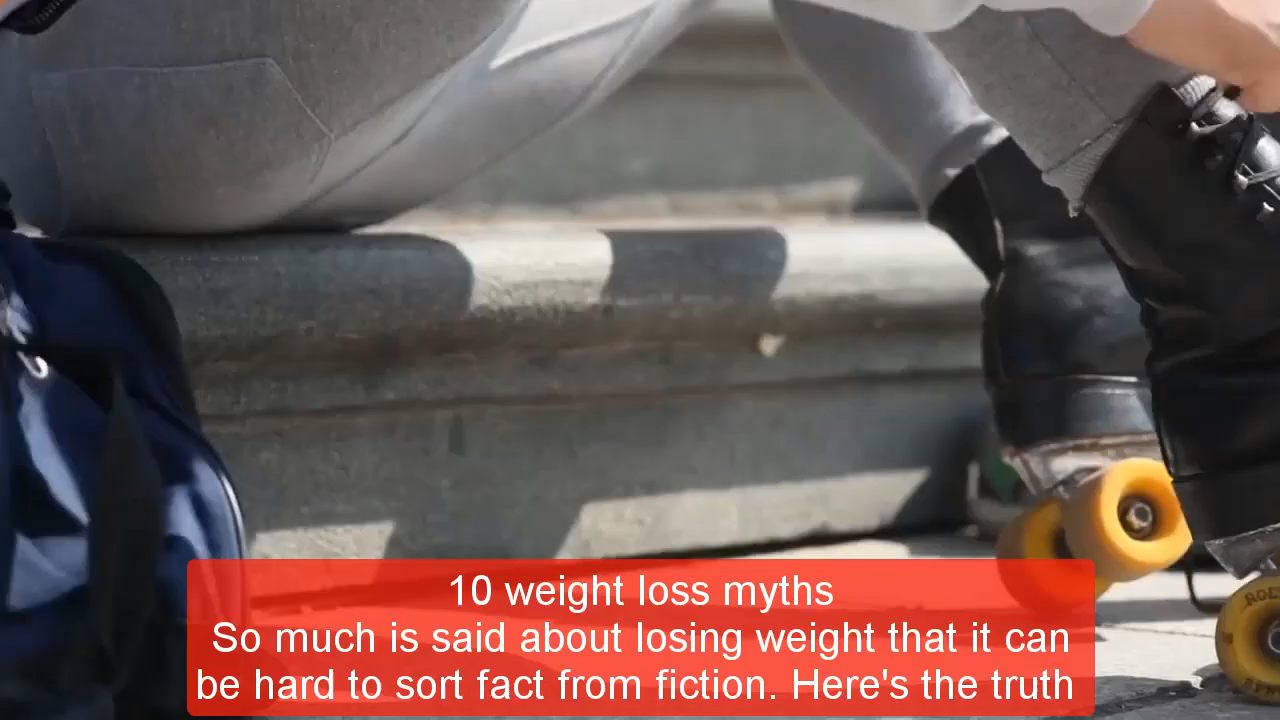 10 weight loss myths
So much is said about losing weight that it can
be hard to sort fact from fiction. Here's the truth